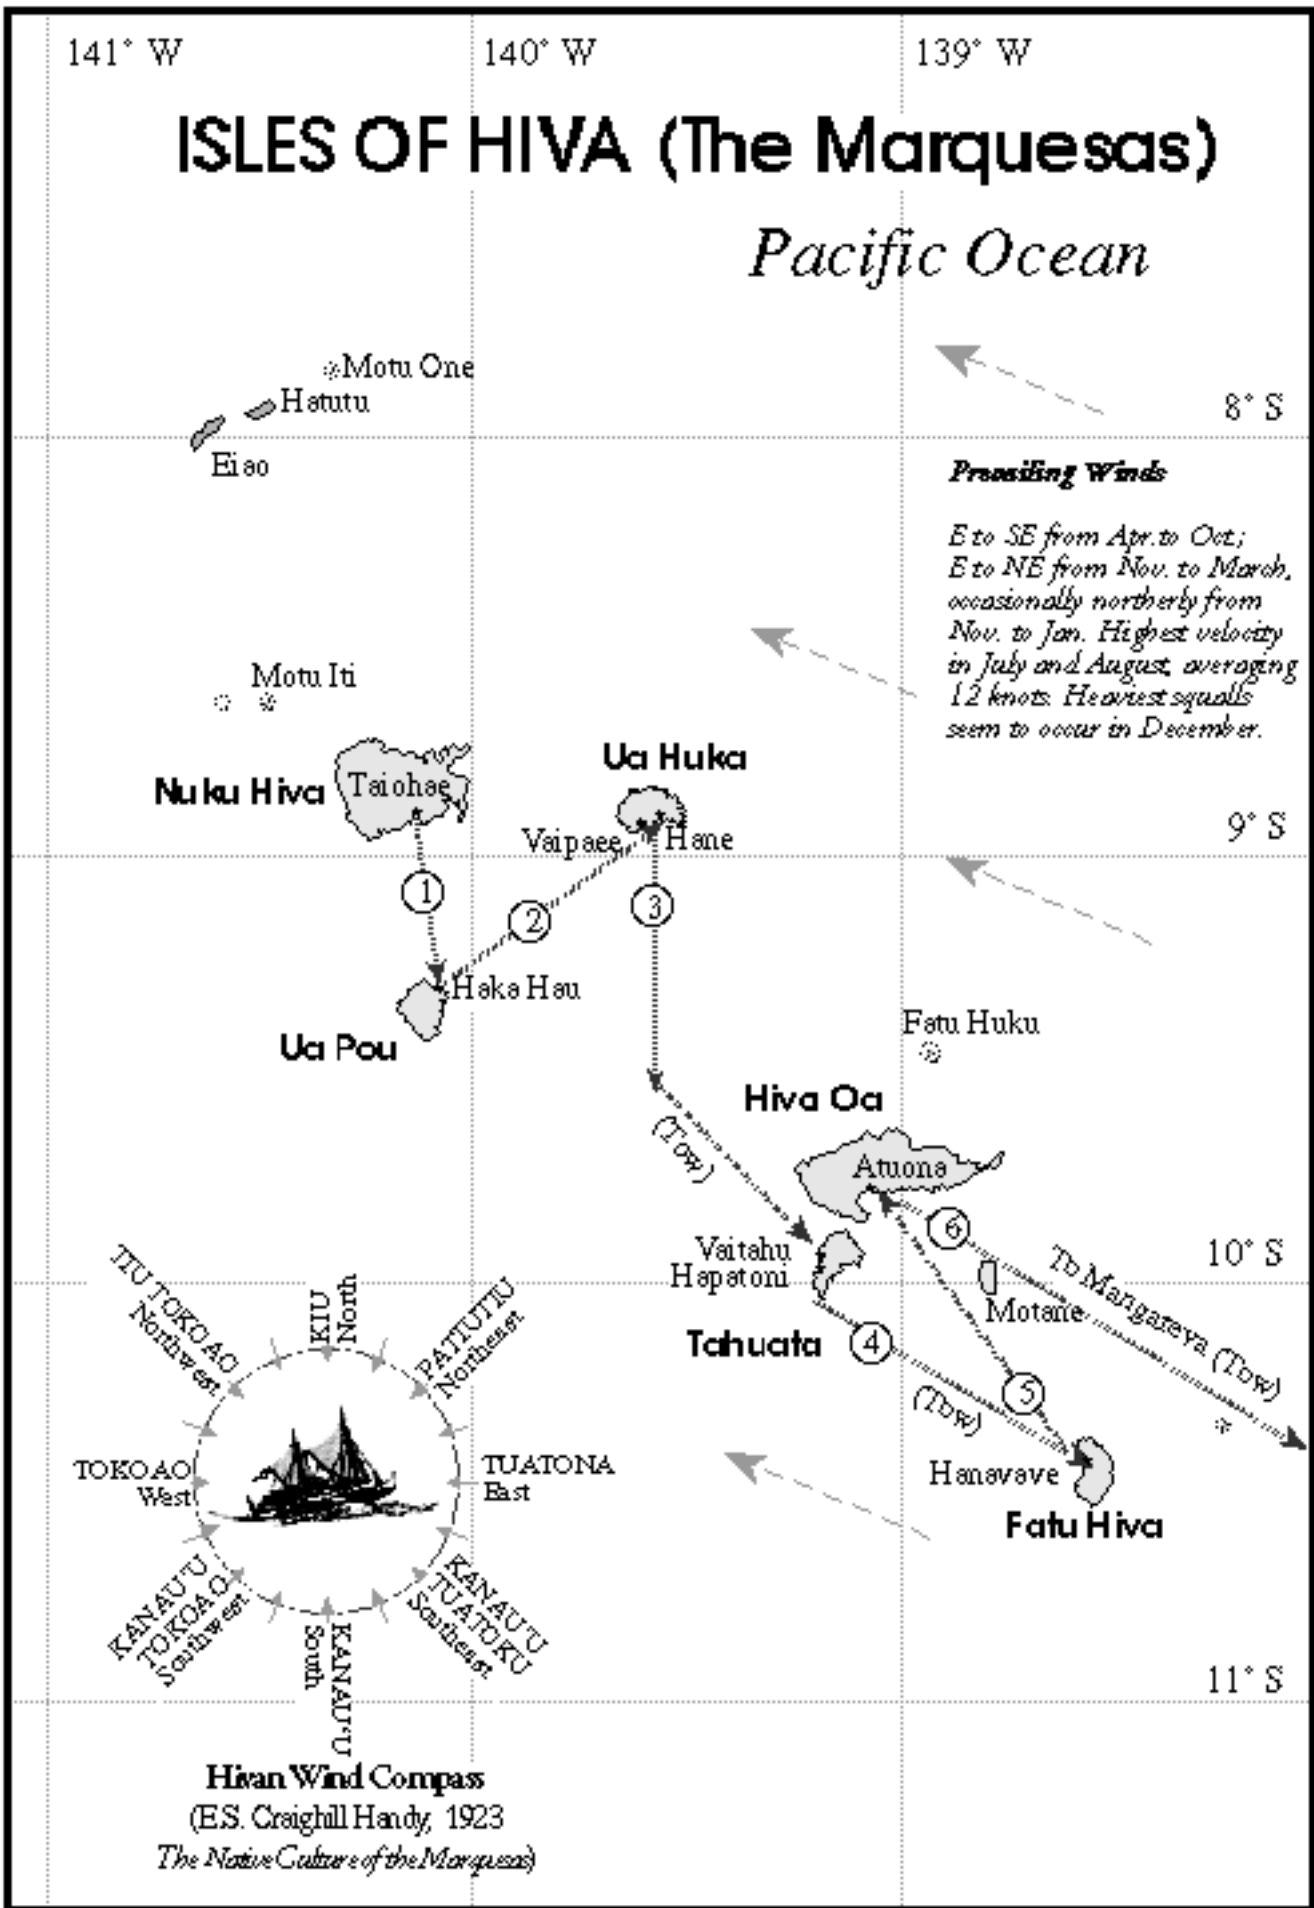 141° W
140° W
139° W
ISLES OF HIVA (The Marquesas)
Pacific Ocean
Motu One
Hatutu
Eiao
8° S
Prevailing Winds
E to SE from Apr. to Oct.;
E to NE from Nov. to March,
occasionally northerly from
Nov. to Jan. Highest velocity
in July and August, averaging
12 knots. Heaviest squalls
seem to occur in December.
Motu Iti
Nuku Hiva
Taiohae
Ua Huka
Vaipaee
Hane
9° S
1
2
3
Haka Hau
Ua Pou
Fatu Huku
Hiva Oa
(Tow)
Atuona
6
Vaitahu
Hapatoni
10° S
To Mangareva (Tow)
Motane
Tahuata
4
5
(Tow)
Hanavave
Fatu Hiva
TIU TOKOAO
Northwest
KIU
North
PATIUTIU
Northeast
TOKOAO
West
TUATONA
East
KANAU'U
TOKOAO
Southwest
KANAU'U
South
KANAU'U
TUATOKU
Southeast
11° S
Hivan Wind Compass
(E.S. Craighill Handy, 1923
The Native Culture of the Marquesas)